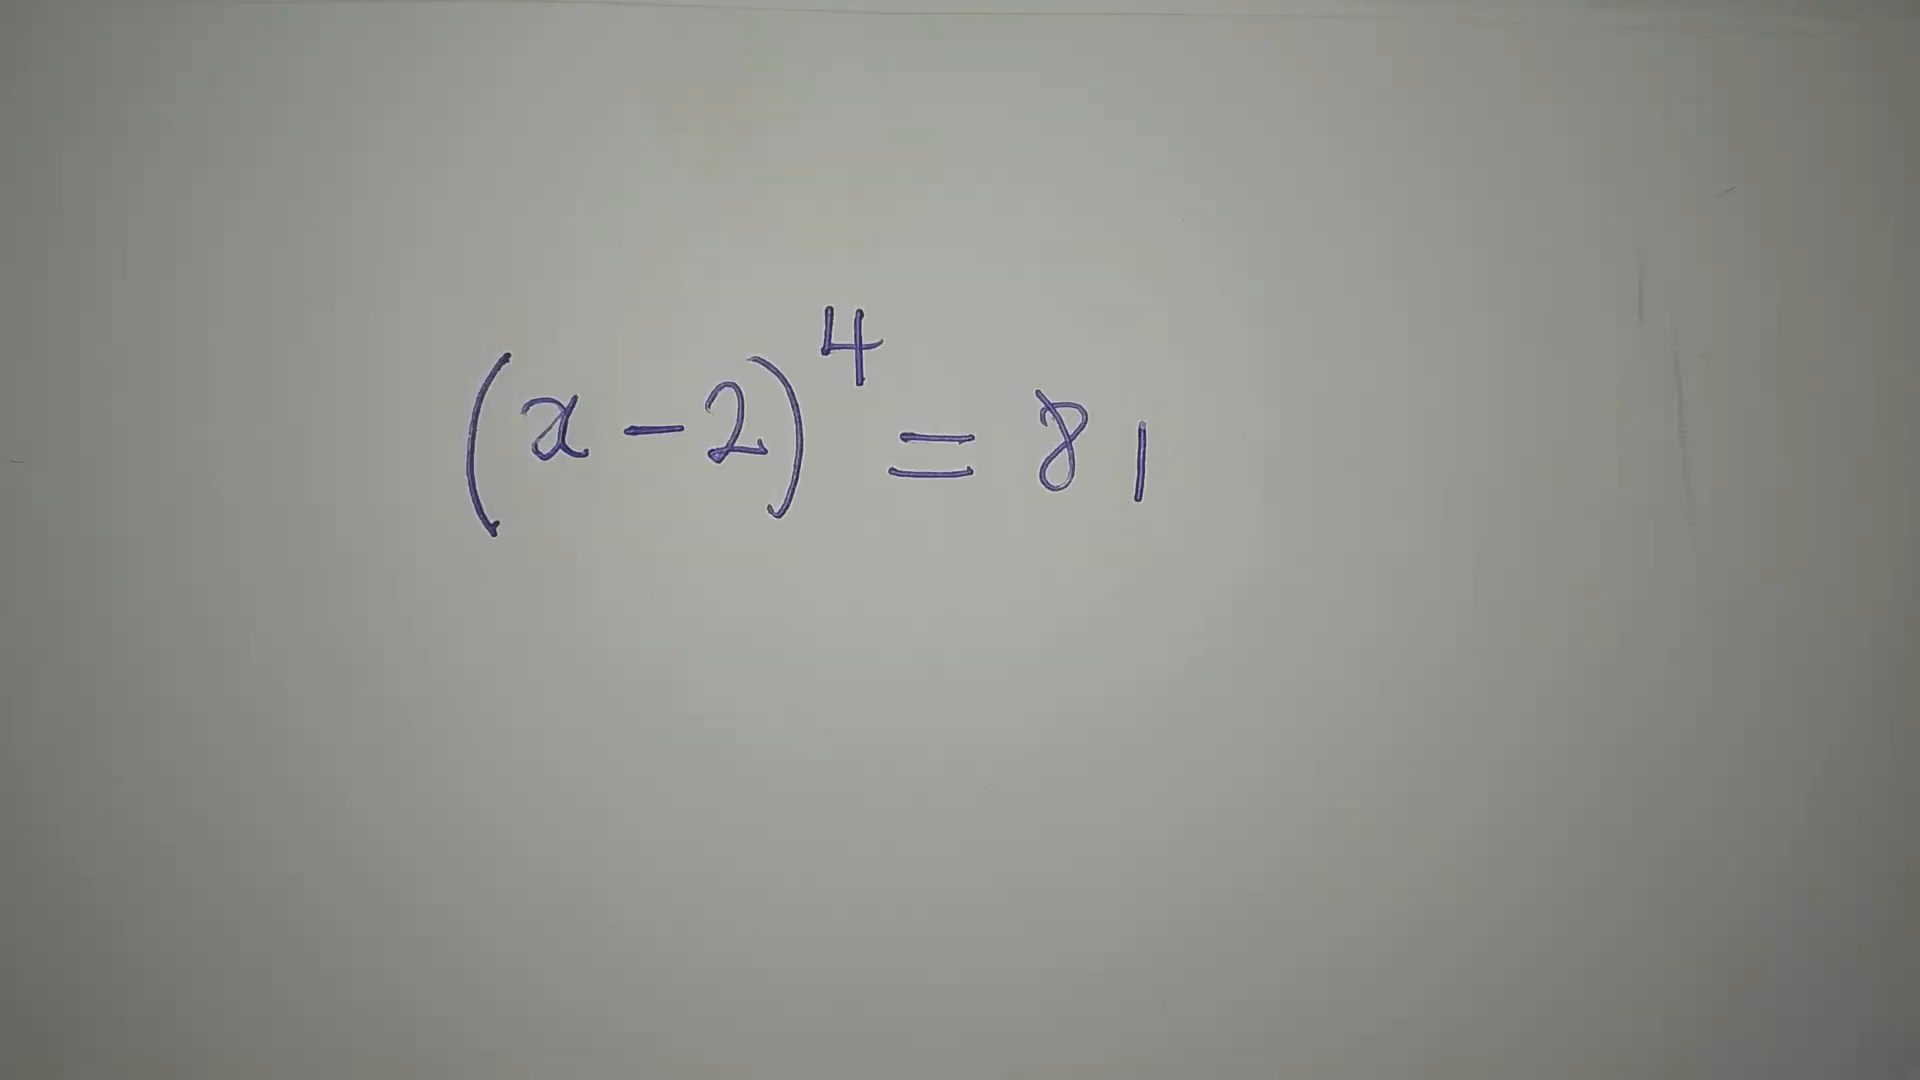 (x - 2)⁴ = 81